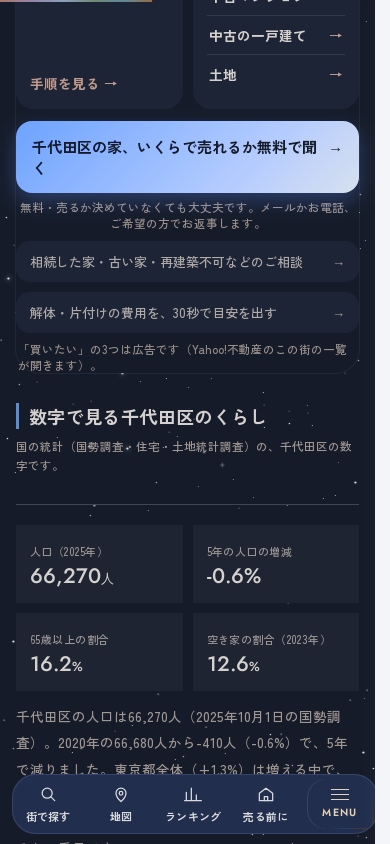 手順を見る →
中古の一戸建て →
土地 →
千代田区の家、いくらで売れるか無料で聞 →
く
無料・売るか決めていなくても大丈夫です。メールかお電話、
ご希望の方でお返事します。
相続した家・古い家・再建築不可などのご相談 →
解体・片付けの費用を、30秒で目安を出す →
「買いたい」の3つは広告です（Yahoo!不動産のこの街の一覧
が開きます）。
数字で見る千代田区のくらし
国の統計（国勢調査・住宅・土地統計調査）の、千代田区の数
字です。
人口（2025年）
66,270人
5年の人口の増減
-0.6%
65歳以上の割合
16.2%
空き家の割合（2023年）
12.6%
千代田区の人口は66,270人（2025年10月1日の国勢調
査）。2020年の66,680人から-410人（-0.6%）で、5年
で減りました。東京都全体（+1.3%）は増える中で、
街で探す
地図
ランキング
売る前に
MENU